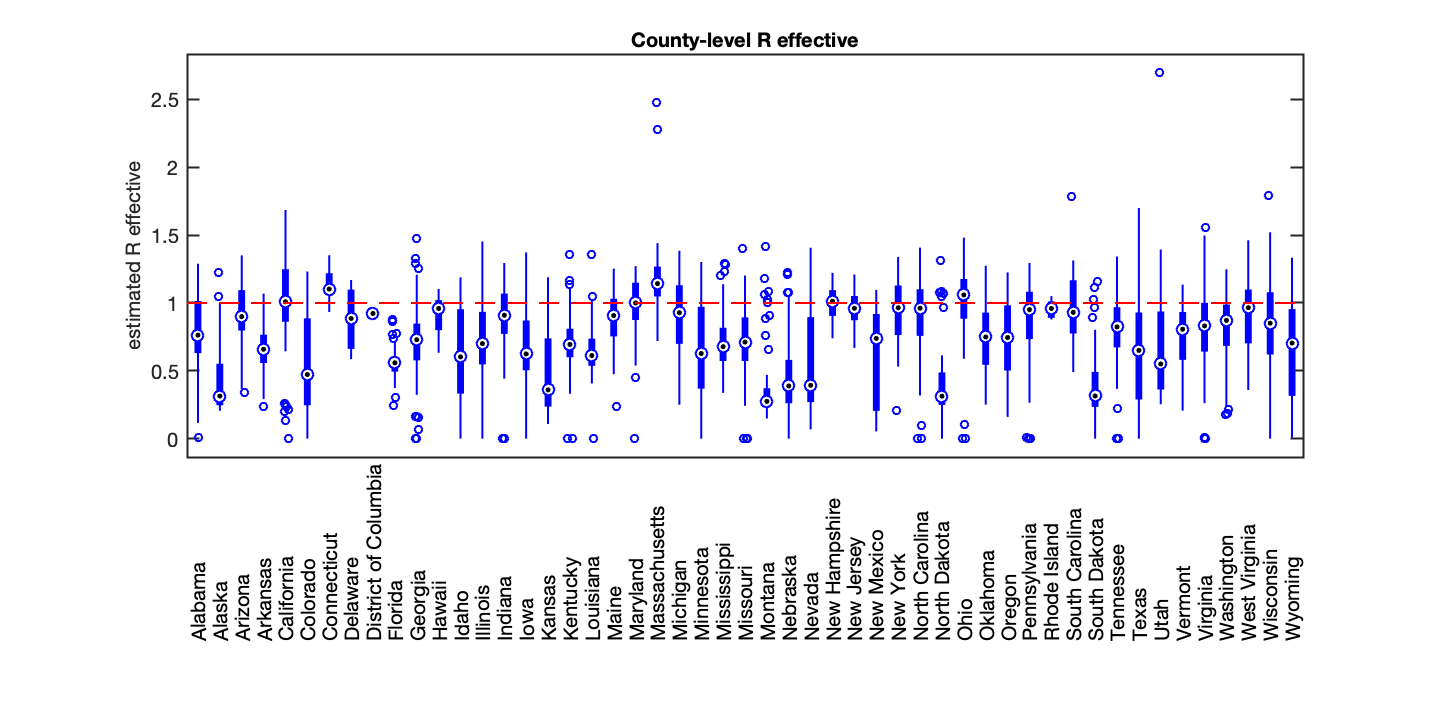 County-level R effective
estimated R effective
2.5
2
1.5
1
0.5
0
Alabama
Alaska
Arizona
Arkansas
California
Colorado
Connecticut
Delaware
District of Columbia
Florida
Georgia
Hawaii
Idaho
Illinois
Indiana
Iowa
Kansas
Kentucky
Louisiana
Maine
Maryland
Massachusetts
Michigan
Minnesota
Mississippi
Missouri
Montana
Nebraska
Nevada
New Hampshire
New Jersey
New Mexico
New York
North Carolina
North Dakota
Ohio
Oklahoma
Oregon
Pennsylvania
Rhode Island
South Carolina
South Dakota
Tennessee
Texas
Utah
Vermont
Virginia
Washington
West Virginia
Wisconsin
Wyoming